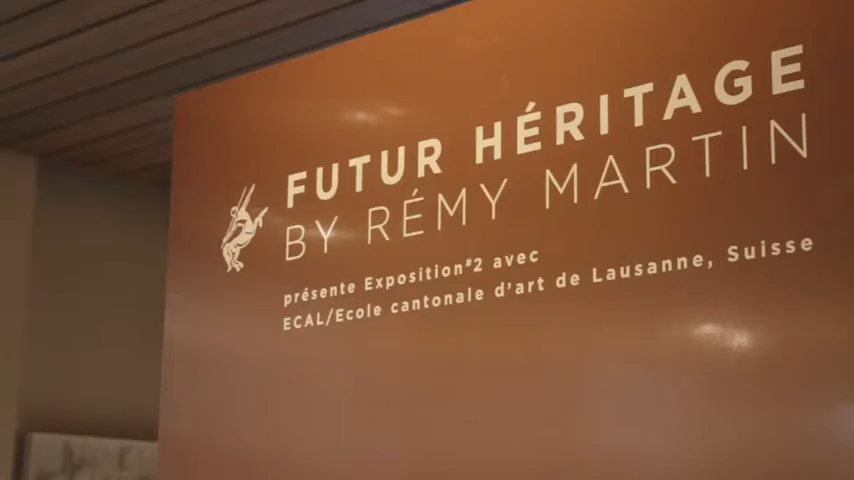 FUTUR HÉRITAGE
BY RÉMY MARTIN
présente Exposition#2 avec
ECAL/Ecole cantonale d'art de Lausanne, Suisse